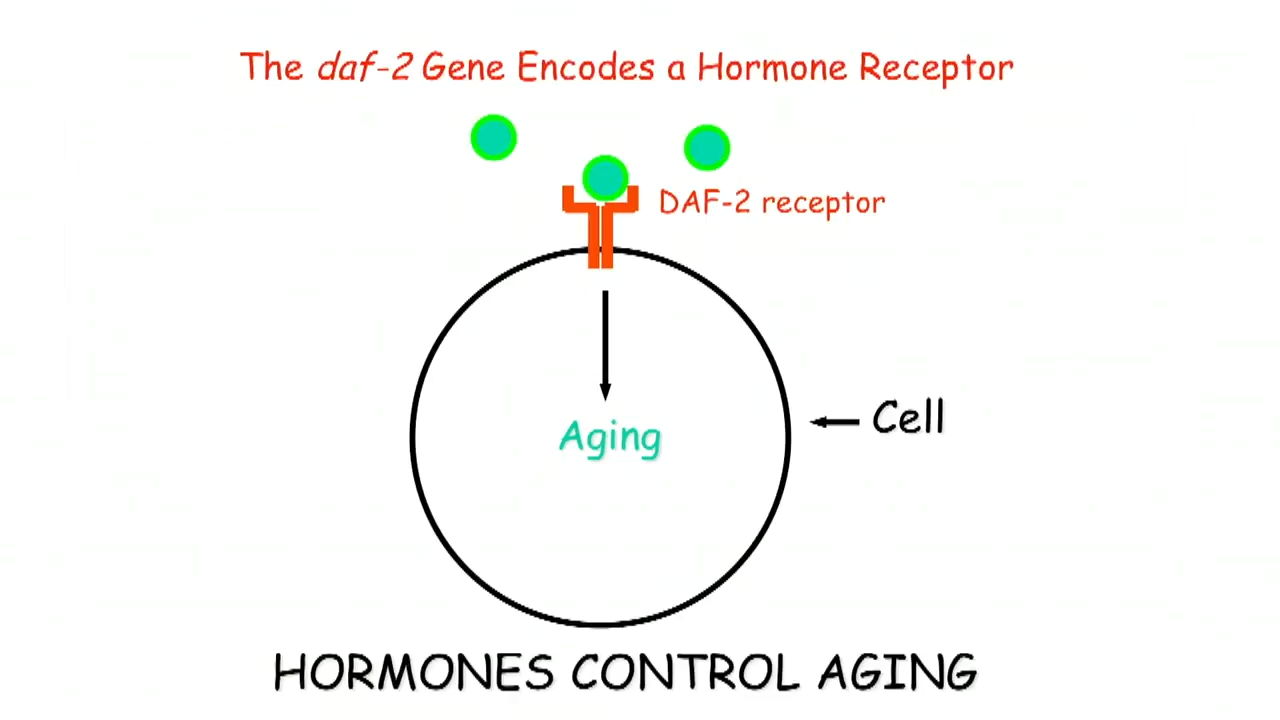 The daf-2 Gene Encodes a Hormone Receptor
DAF-2 receptor
Cell
Aging
HORMONES CONTROL AGING